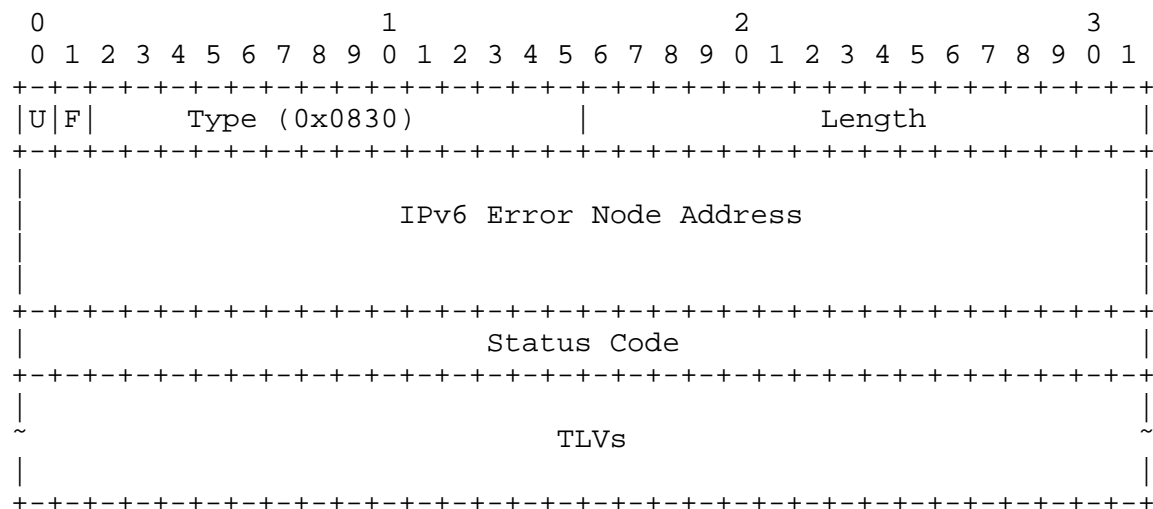 0                   1                   2                   3
 0 1 2 3 4 5 6 7 8 9 0 1 2 3 4 5 6 7 8 9 0 1 2 3 4 5 6 7 8 9 0 1
+-+-+-+-+-+-+-+-+-+-+-+-+-+-+-+-+-+-+-+-+-+-+-+-+-+-+-+-+-+-+-+-+
|U|F|     Type (0x0830)         |             Length            |
+-+-+-+-+-+-+-+-+-+-+-+-+-+-+-+-+-+-+-+-+-+-+-+-+-+-+-+-+-+-+-+-+
|                                                               |
|                    IPv6 Error Node Address                    |
|                                                               |
|                                                               |
+-+-+-+-+-+-+-+-+-+-+-+-+-+-+-+-+-+-+-+-+-+-+-+-+-+-+-+-+-+-+-+-+
|                          Status Code                          |
+-+-+-+-+-+-+-+-+-+-+-+-+-+-+-+-+-+-+-+-+-+-+-+-+-+-+-+-+-+-+-+-+
|                                                               |
~                              TLVs                             ~
|                                                               |
+-+-+-+-+-+-+-+-+-+-+-+-+-+-+-+-+-+-+-+-+-+-+-+-+-+-+-+-+-+-+-+-+